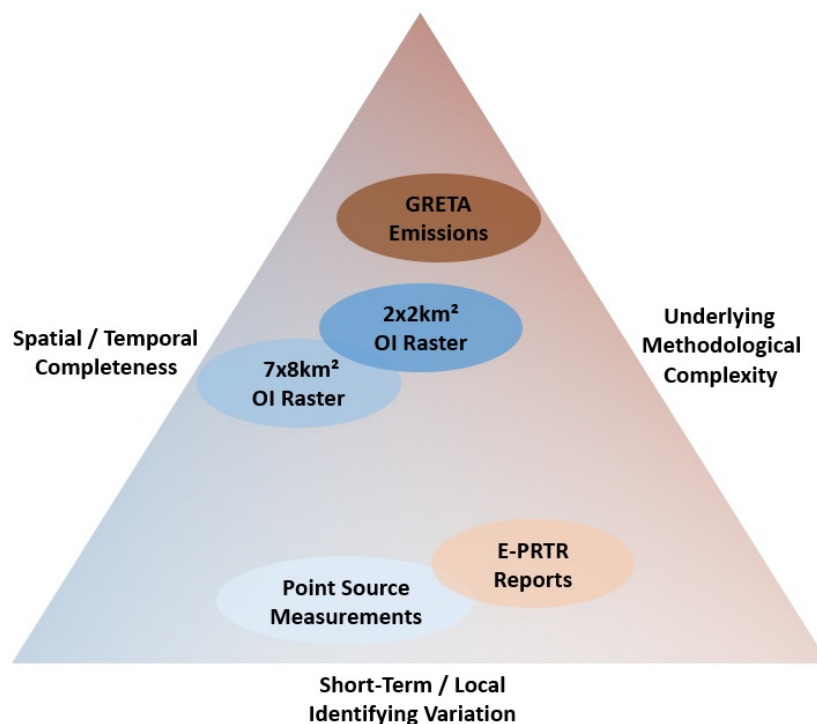 GRETA
Emissions
2x2km²
OI Raster
Spatial / Temporal
Completeness
Underlying
Methodological
Complexity
7x8km²
OI Raster
E-PRTR
Reports
Point Source
Measurements
Short-Term / Local
Identifying Variation